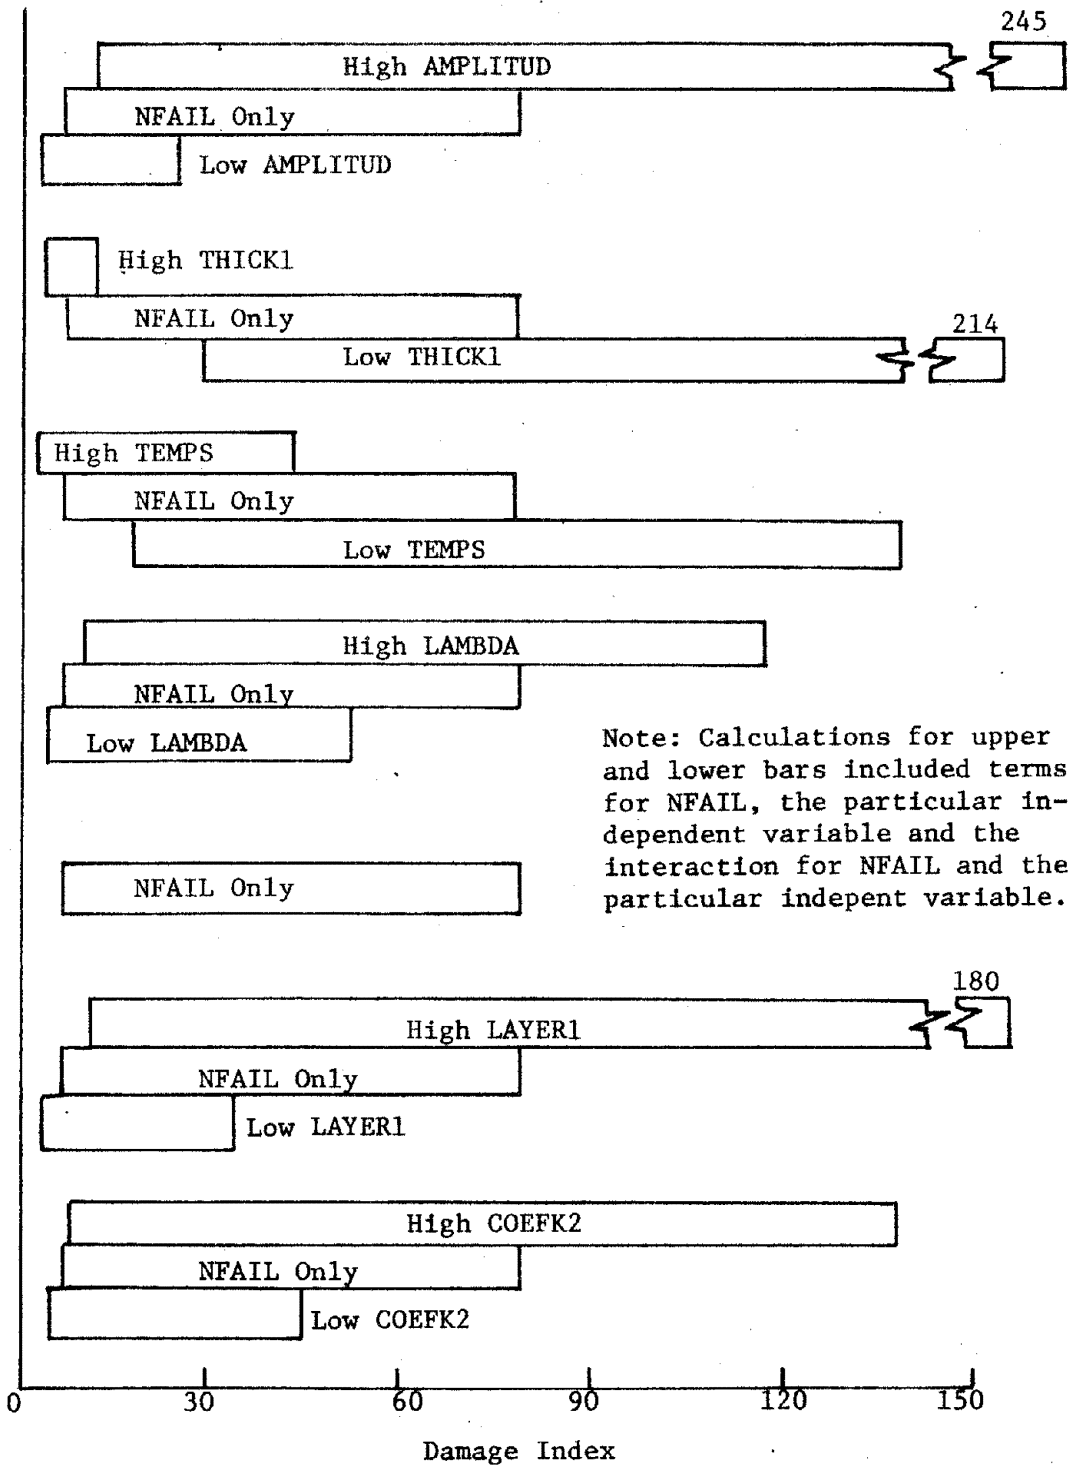 245
High AMPLITUD
NFAIL Only
Low AMPLITUD
High THICK1
NFAIL Only
214
Low THICK1
High TEMPS
NFAIL Only
Low TEMPS
High LAMBDA
NFAIL Only
Low LAMBDA
Note: Calculations for upper
and lower bars included terms
for NFAIL, the particular in-
dependent variable and the
interaction for NFAIL and the
particular indepent variable.
NFAIL Only
180
High LAYER1
NFAIL Only
Low LAYER1
High COEFK2
NFAIL Only
Low COEFK2
0 30 60 90 120 150
Damage Index